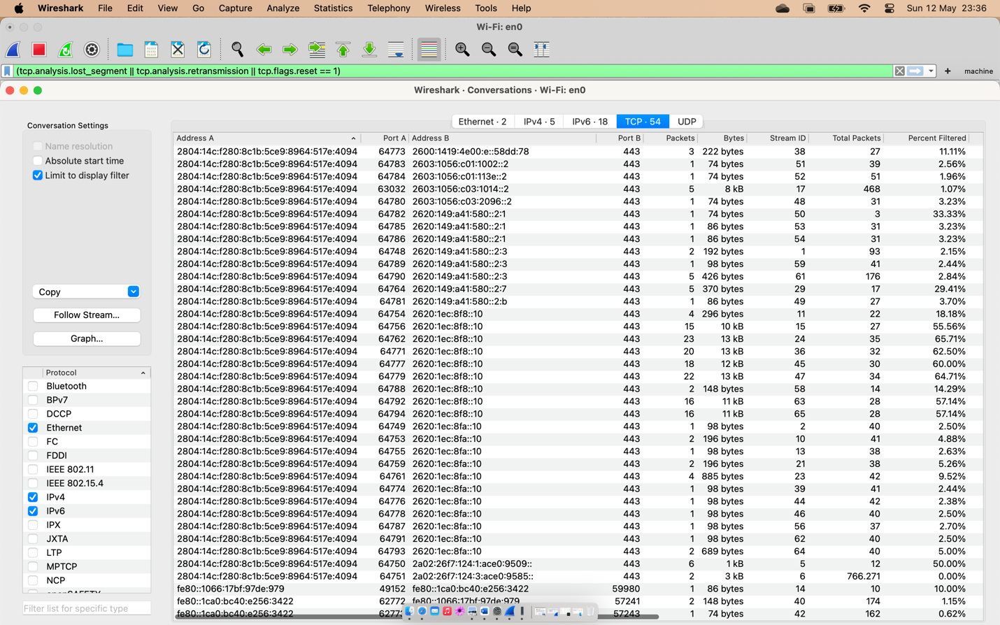 Wireshark File Edit View Go Capture Analyze Statistics Telephony Wireless Tools Help Sun 12 May 23:36
Wi-Fi: en0
(tcp.analysis.lost_segment || tcp.analysis.retransmission || tcp.flags.reset == 1) + machine
Wireshark · Conversations · Wi-Fi: en0
Conversation Settings
Name resolution
Absolute start time
Limit to display filter
Copy
Follow Stream...
Graph...
Protocol
Bluetooth
BPv7
DCCP
Ethernet
FC
FDDI
IEEE 802.11
IEEE 802.15.4
IPv4
IPv6
IPX
JXTA
LTP
MPTCP
NCP
Filter list for specific type
Ethernet · 2 IPv4 · 5 IPv6 · 18 TCP · 54 UDP
Address A Port A Address B Port B Packets Bytes Stream ID Total Packets Percent Filtered
2804:14c:f280:8c1b:5ce9:8964:517e:4094 64773 2600:1419:4e00:e::58dd:78 443 3 222 bytes 38 27 11.11%
2804:14c:f280:8c1b:5ce9:8964:517e:4094 64783 2603:1056:c01:1002::2 443 1 74 bytes 51 39 2.56%
2804:14c:f280:8c1b:5ce9:8964:517e:4094 64784 2603:1056:c01:113e::2 443 1 74 bytes 52 51 1.96%
2804:14c:f280:8c1b:5ce9:8964:517e:4094 63032 2603:1056:c03:1014::2 443 5 8 kB 17 468 1.07%
2804:14c:f280:8c1b:5ce9:8964:517e:4094 64780 2603:1056:c03:2096::2 443 1 74 bytes 48 31 3.23%
2804:14c:f280:8c1b:5ce9:8964:517e:4094 64782 2620:149:a41:580::2:1 443 1 74 bytes 50 3 33.33%
2804:14c:f280:8c1b:5ce9:8964:517e:4094 64785 2620:149:a41:580::2:1 443 1 86 bytes 53 31 3.23%
2804:14c:f280:8c1b:5ce9:8964:517e:4094 64786 2620:149:a41:580::2:1 443 1 86 bytes 54 31 3.23%
2804:14c:f280:8c1b:5ce9:8964:517e:4094 64748 2620:149:a41:580::2:3 443 2 192 bytes 1 93 2.15%
2804:14c:f280:8c1b:5ce9:8964:517e:4094 64789 2620:149:a41:580::2:3 443 1 98 bytes 59 41 2.44%
2804:14c:f280:8c1b:5ce9:8964:517e:4094 64790 2620:149:a41:580::2:3 443 5 426 bytes 61 176 2.84%
2804:14c:f280:8c1b:5ce9:8964:517e:4094 64764 2620:149:a41:580::2:7 443 5 370 bytes 29 17 29.41%
2804:14c:f280:8c1b:5ce9:8964:517e:4094 64781 2620:149:a41:580::2:b 443 1 86 bytes 49 27 3.70%
2804:14c:f280:8c1b:5ce9:8964:517e:4094 64754 2620:1ec:8f8::10 443 4 296 bytes 11 22 18.18%
2804:14c:f280:8c1b:5ce9:8964:517e:4094 64756 2620:1ec:8f8::10 443 15 10 kB 15 27 55.56%
2804:14c:f280:8c1b:5ce9:8964:517e:4094 64762 2620:1ec:8f8::10 443 23 13 kB 24 35 65.71%
2804:14c:f280:8c1b:5ce9:8964:517e:4094 64771 2620:1ec:8f8::10 443 20 13 kB 36 32 62.50%
2804:14c:f280:8c1b:5ce9:8964:517e:4094 64777 2620:1ec:8f8::10 443 18 12 kB 45 30 60.00%
2804:14c:f280:8c1b:5ce9:8964:517e:4094 64779 2620:1ec:8f8::10 443 22 13 kB 47 34 64.71%
2804:14c:f280:8c1b:5ce9:8964:517e:4094 64788 2620:1ec:8f8::10 443 2 148 bytes 58 14 14.29%
2804:14c:f280:8c1b:5ce9:8964:517e:4094 64792 2620:1ec:8f8::10 443 16 11 kB 63 28 57.14%
2804:14c:f280:8c1b:5ce9:8964:517e:4094 64794 2620:1ec:8f8::10 443 16 11 kB 65 28 57.14%
2804:14c:f280:8c1b:5ce9:8964:517e:4094 64749 2620:1ec:8fa::10 443 1 98 bytes 2 40 2.50%
2804:14c:f280:8c1b:5ce9:8964:517e:4094 64753 2620:1ec:8fa::10 443 2 196 bytes 10 41 4.88%
2804:14c:f280:8c1b:5ce9:8964:517e:4094 64755 2620:1ec:8fa::10 443 1 98 bytes 13 38 2.63%
2804:14c:f280:8c1b:5ce9:8964:517e:4094 64759 2620:1ec:8fa::10 443 2 196 bytes 21 38 5.26%
2804:14c:f280:8c1b:5ce9:8964:517e:4094 64761 2620:1ec:8fa::10 443 4 885 bytes 23 42 9.52%
2804:14c:f280:8c1b:5ce9:8964:517e:4094 64774 2620:1ec:8fa::10 443 1 98 bytes 39 41 2.44%
2804:14c:f280:8c1b:5ce9:8964:517e:4094 64776 2620:1ec:8fa::10 443 1 98 bytes 44 42 2.38%
2804:14c:f280:8c1b:5ce9:8964:517e:4094 64778 2620:1ec:8fa::10 443 1 98 bytes 46 40 2.50%
2804:14c:f280:8c1b:5ce9:8964:517e:4094 64787 2620:1ec:8fa::10 443 1 98 bytes 56 37 2.70%
2804:14c:f280:8c1b:5ce9:8964:517e:4094 64791 2620:1ec:8fa::10 443 1 98 bytes 62 40 2.50%
2804:14c:f280:8c1b:5ce9:8964:517e:4094 64793 2620:1ec:8fa::10 443 2 689 bytes 64 40 5.00%
2804:14c:f280:8c1b:5ce9:8964:517e:4094 64750 2a02:26f7:124:1:ace0:9509:: 443 6 1 kB 5 12 50.00%
2804:14c:f280:8c1b:5ce9:8964:517e:4094 64751 2a02:26f7:124:3:ace0:9585:: 443 2 3 kB 6 766.271 0.00%
fe80::1066:17bf:97de:979 49152 fe80::1ca0:bc40:e256:3422 59980 1 86 bytes 14 10 10.00%
fe80::1ca0:bc40:e256:3422 62772 fe80::1066:17bf:97de:979 57241 2 148 bytes 40 174 1.15%
fe80::1ca0:bc40:e256:3422 57243 1 74 bytes 42 162 0.62%